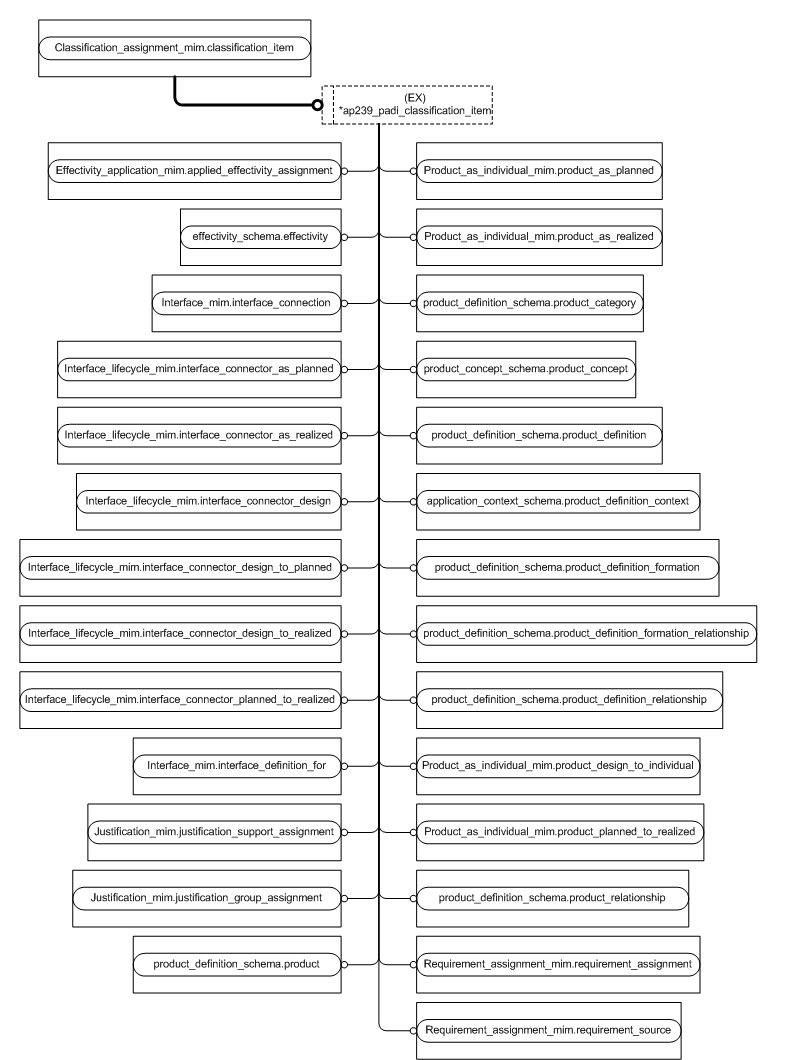 Classification_assignment_mim.classification_item
(EX)
*ap239_padi_classification_item
Effectivity_application_mim.applied_effectivity_assignment
Product_as_individual_mim.product_as_planned
effectivity_schema.effectivity
Product_as_individual_mim.product_as_realized
Interface_mim.interface_connection
product_definition_schema.product_category
Interface_lifecycle_mim.interface_connector_as_planned
product_concept_schema.product_concept
Interface_lifecycle_mim.interface_connector_as_realized
product_definition_schema.product_definition
Interface_lifecycle_mim.interface_connector_design
application_context_schema.product_definition_context
Interface_lifecycle_mim.interface_connector_design_to_planned
product_definition_schema.product_definition_formation
Interface_lifecycle_mim.interface_connector_design_to_realized
product_definition_schema.product_definition_formation_relationship
Interface_lifecycle_mim.interface_connector_planned_to_realized
product_definition_schema.product_definition_relationship
Interface_mim.interface_definition_for
Product_as_individual_mim.product_design_to_individual
Justification_mim.justification_support_assignment
Product_as_individual_mim.product_planned_to_realized
Justification_mim.justification_group_assignment
product_definition_schema.product_relationship
product_definition_schema.product
Requirement_assignment_mim.requirement_assignment
Requirement_assignment_mim.requirement_source